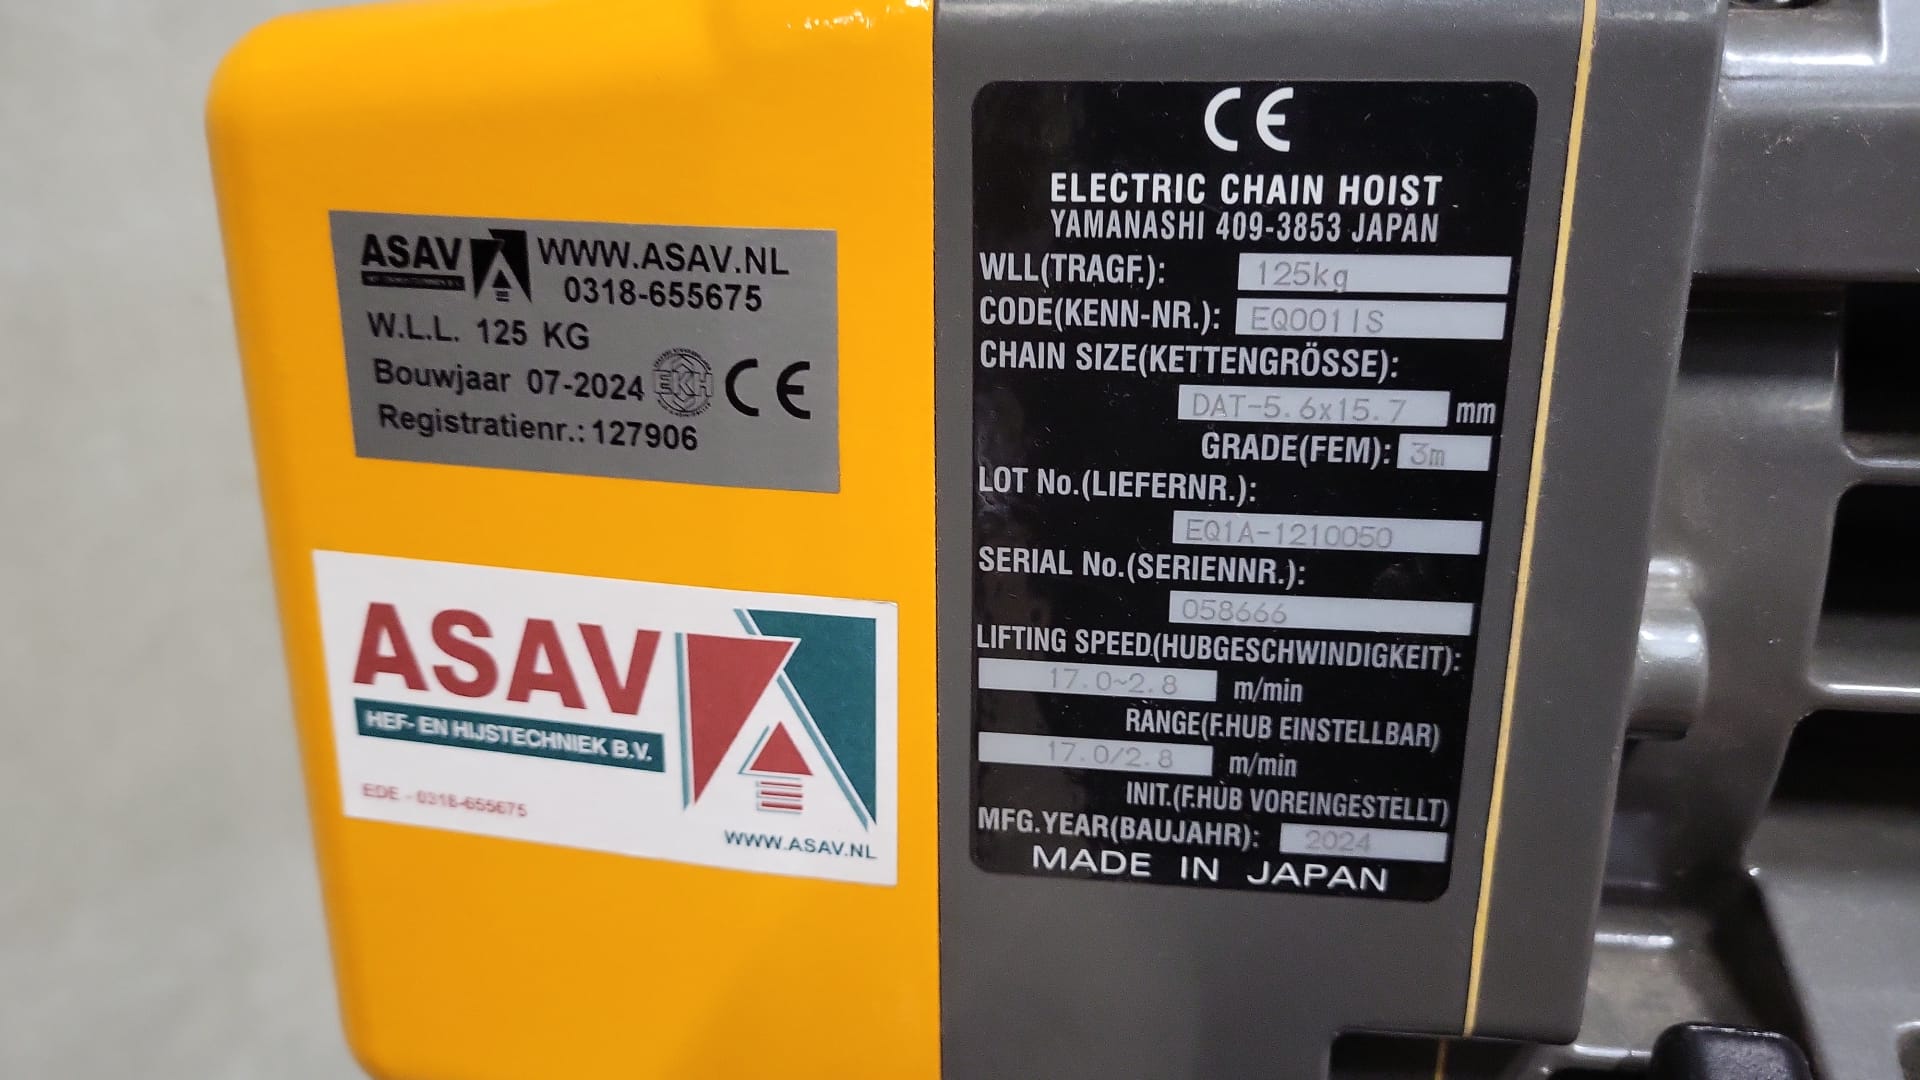 ASAV WWW.ASAV.NL
0318-655675
W.L.L. 125 KG
Bouwjaar 07-2024 EKH CE
Registratienr.: 127906
ASAV
HEF- EN HIJSTECHNIEK B.V.
EDE - 0318-655675
WWW.ASAV.NL
CE
ELECTRIC CHAIN HOIST
YAMANASHI 409-3853 JAPAN
WLL(TRAGF.): 125kg
CODE(KENN-NR.): EQ001IS
CHAIN SIZE(KETTENGRÖSSE):
DAT-5.6x15.7 mm
GRADE(FEM): 3m
LOT No.(LIEFERNR.):
EQ1A-1210050
SERIAL No.(SERIENNR.):
058666
LIFTING SPEED(HUBGESCHWINDIGKEIT):
17.0~2.8 m/min
RANGE(F.HUB EINSTELLBAR)
17.0/2.8 m/min
INIT.(F.HUB VOREINGESTELLT)
MFG.YEAR(BAUJAHR): 2024
MADE IN JAPAN